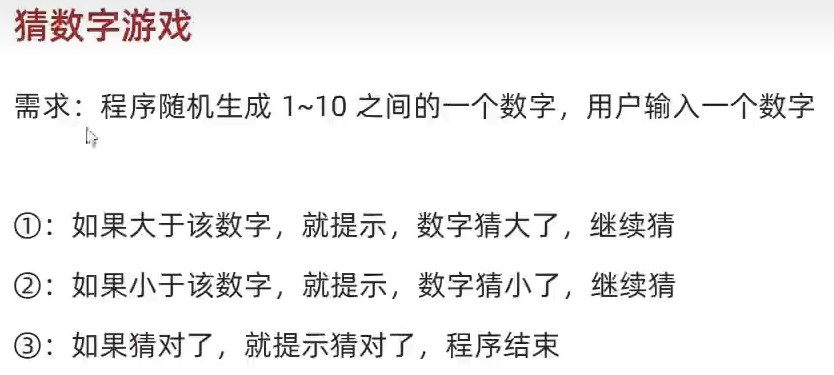 猜数字游戏
需求：程序随机生成 1~10 之间的一个数字，用户输入一个数字
①：如果大于该数字，就提示，数字猜大了，继续猜
②：如果小于该数字，就提示，数字猜小了，继续猜
③：如果猜对了，就提示猜对了，程序结束